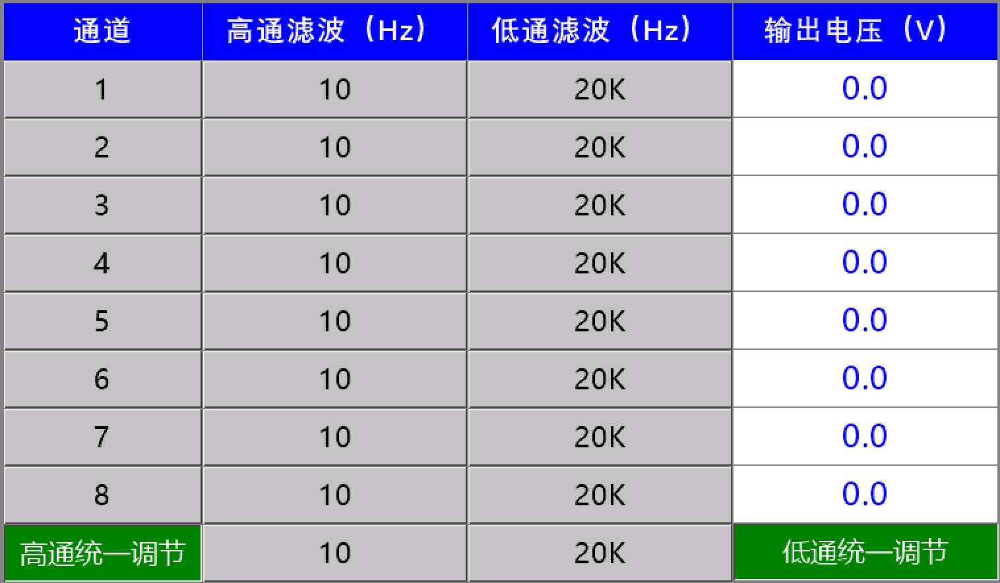 通道 高通滤波（Hz） 低通滤波（Hz） 输出电压（V）
1 10 20K 0.0
2 10 20K 0.0
3 10 20K 0.0
4 10 20K 0.0
5 10 20K 0.0
6 10 20K 0.0
7 10 20K 0.0
8 10 20K 0.0
高通统一调节 10 20K 低通统一调节